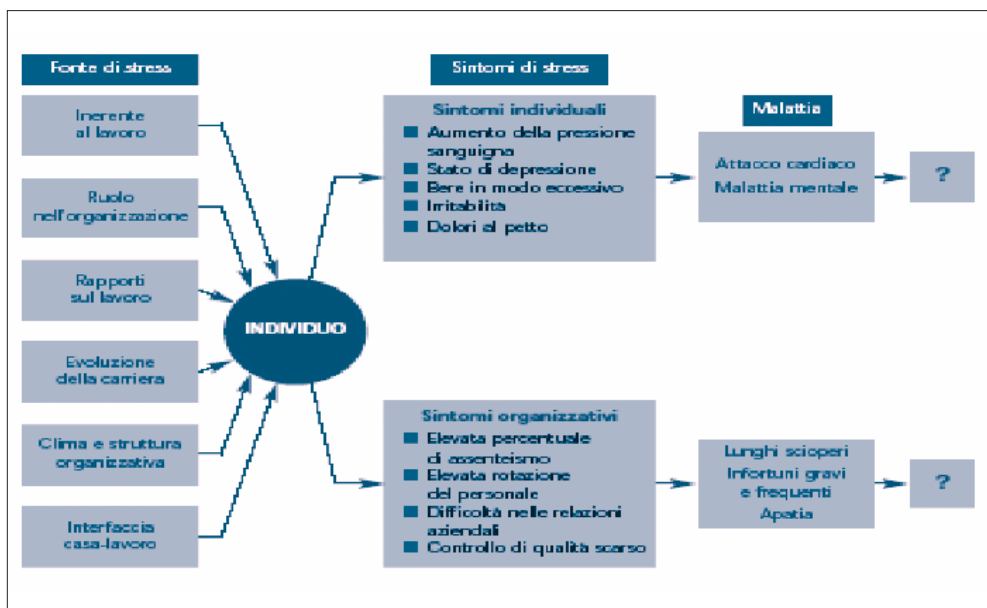 Fonte di stress
Inerente
al lavoro
Ruolo
nell'organizzazione
Rapporti
sul lavoro
Evoluzione
della carriera
Clima e struttura
organizzativa
Interfaccia
casa-lavoro
INDIVIDUO
Sintomi di stress
Sintomi individuali
Aumento della pressione
sanguigna
Stato di depressione
Bere in modo eccessivo
Irritabilità
Dolori al petto
Malattia
Attacco cardiaco
Malattia mentale
?
Sintomi organizzativi
Elevata percentuale
di assenteismo
Elevata rotazione
del personale
Difficoltà nelle relazioni
aziendali
Controllo di qualità scarso
Lunghi scioperi
Infortuni gravi
e frequenti
Apatia
?